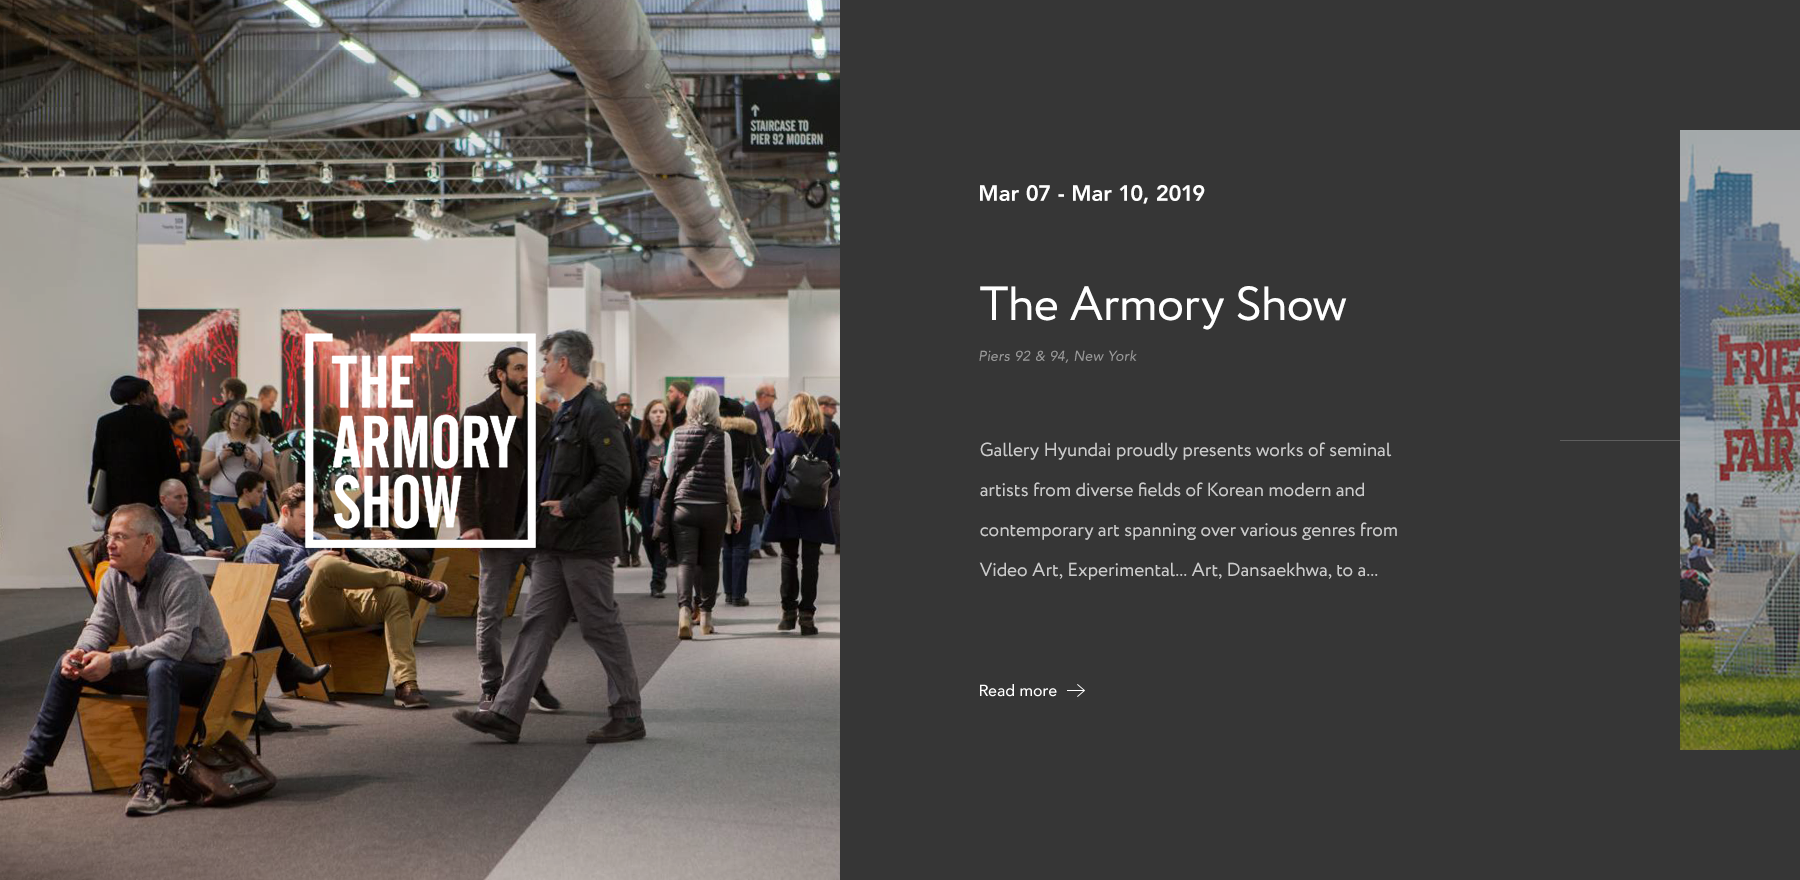 STAIRCASE TO
PIER 92 MODERN
THE
ARMORY
SHOW
Mar 07 - Mar 10, 2019
The Armory Show
Piers 92 & 94, New York
Gallery Hyundai proudly presents works of seminal
artists from diverse fields of Korean modern and
contemporary art spanning over various genres from
Video Art, Experimental... Art, Dansaekhwa, to a...
Read more
FRIEZ
AR
FAIR